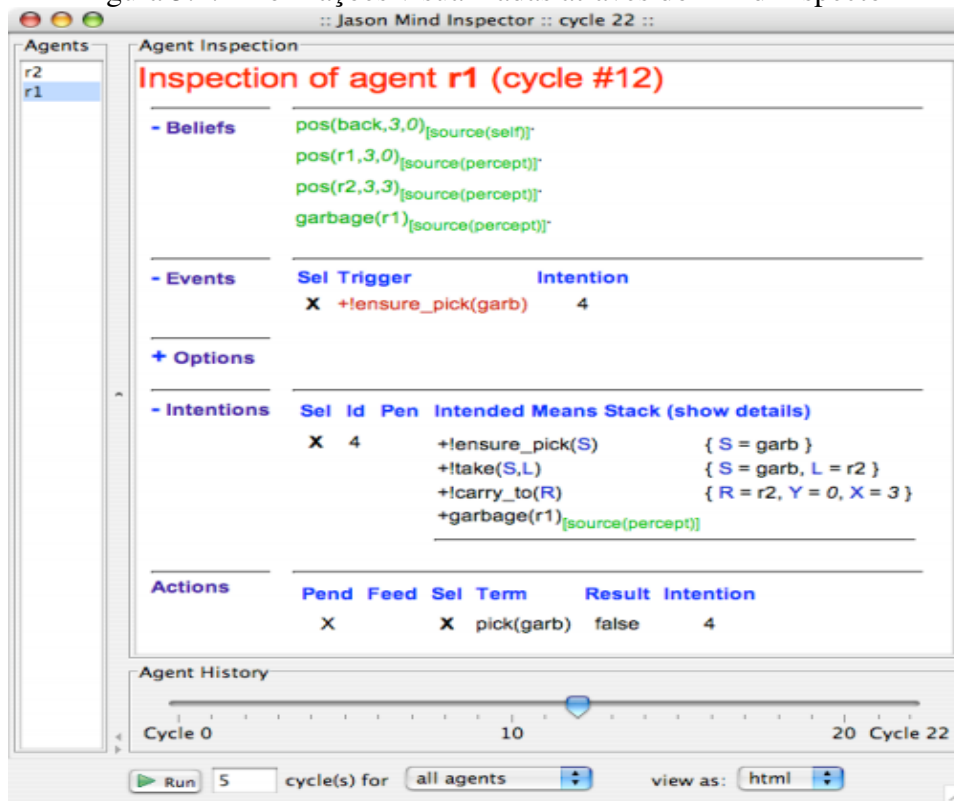 :: Jason Mind Inspector :: cycle 22 ::
Agents
r2
r1
Agent Inspection
Inspection of agent r1 (cycle #12)
- Beliefs
pos(back,3,0)[source(self)].
pos(r1,3,0)[source(percept)].
pos(r2,3,3)[source(percept)].
garbage(r1)[source(percept)].
- Events
Sel Trigger Intention
X +!ensure_pick(garb) 4
+ Options
- Intentions
Sel Id Pen Intended Means Stack (show details)
X 4 +!ensure_pick(S) { S = garb }
+!take(S,L) { S = garb, L = r2 }
+!carry_to(R) { R = r2, Y = 0, X = 3 }
+garbage(r1)[source(percept)]
Actions
Pend Feed Sel Term Result Intention
X X pick(garb) false 4
Agent History
Cycle 0 10 20 Cycle 22
Run 5 cycle(s) for all agents view as: html